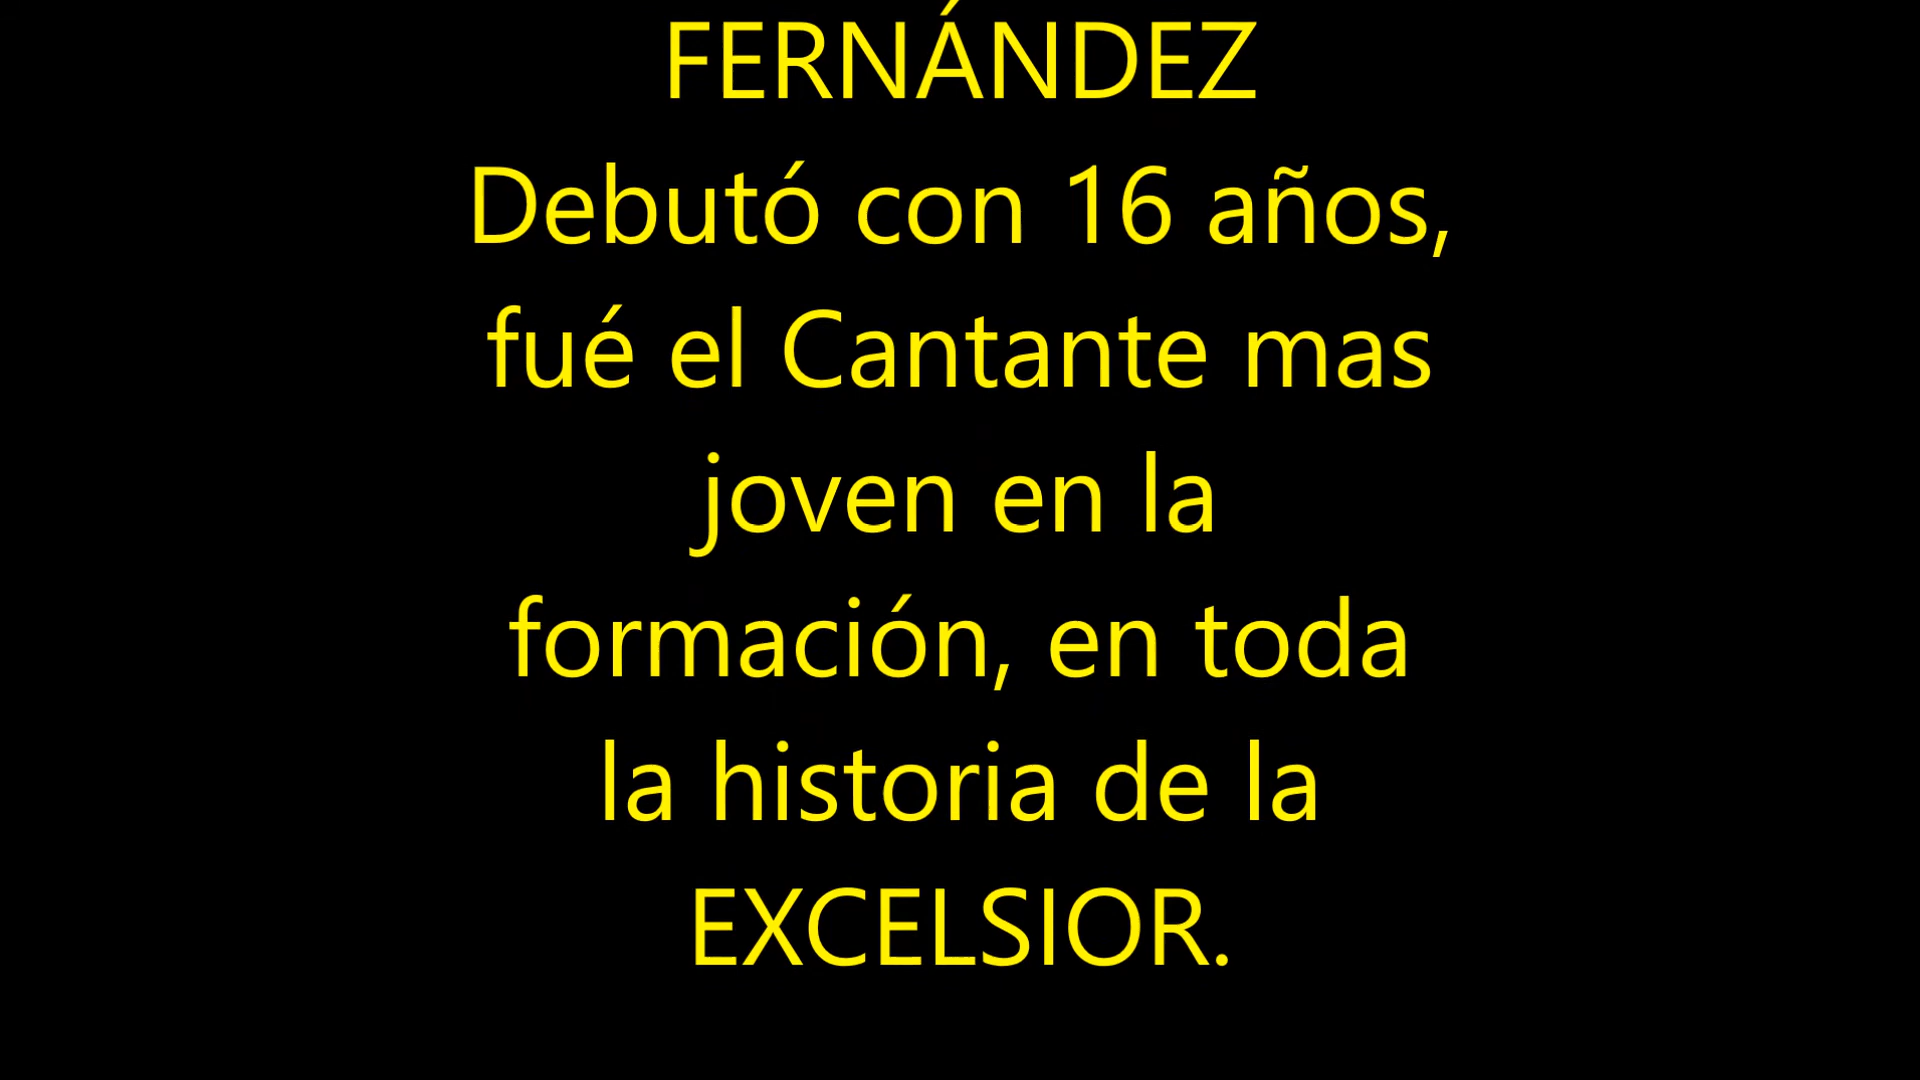 FERNÁNDEZ
Debutó con 16 años,
fué el Cantante mas
joven en la
formación, en toda
la historia de la
EXCELSIOR.